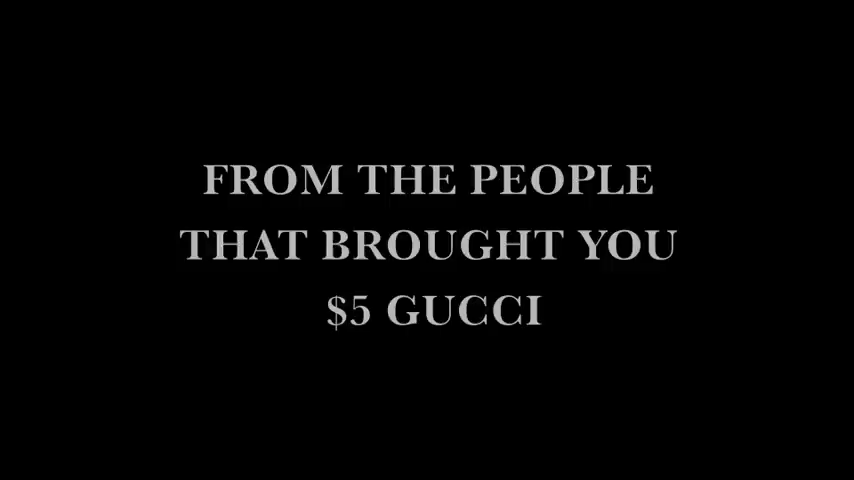 FROM THE PEOPLE
THAT BROUGHT YOU
$5 GUCCI